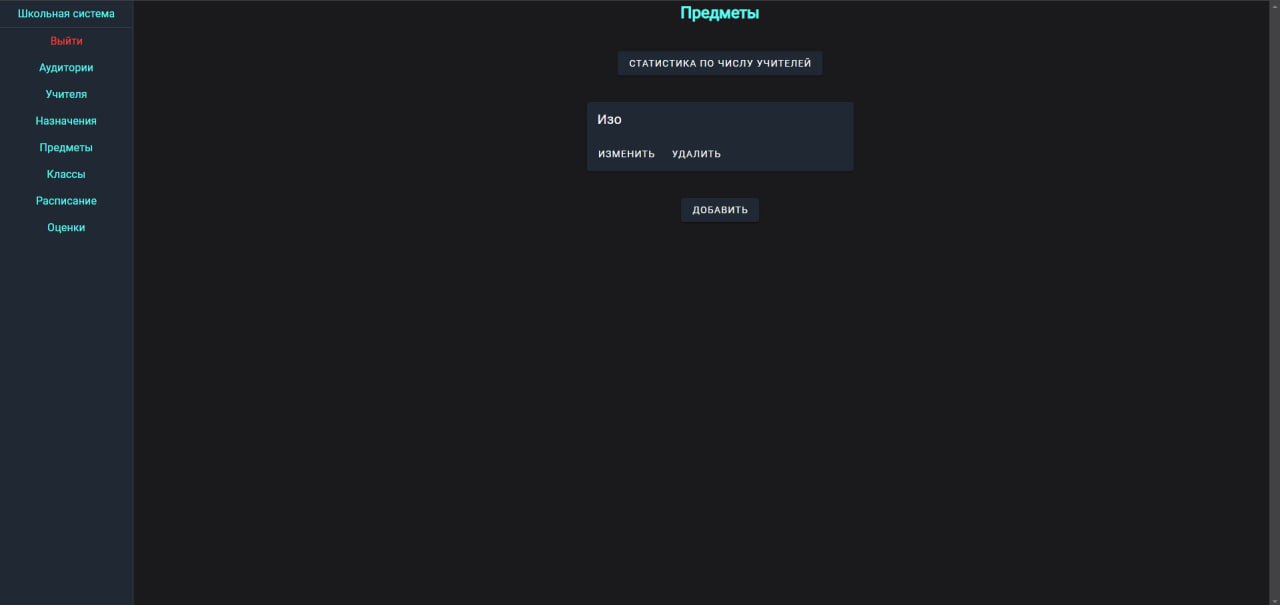 Школьная система
Выйти
Аудитории
Учителя
Назначения
Предметы
Классы
Расписание
Оценки
Предметы
СТАТИСТИКА ПО ЧИСЛУ УЧИТЕЛЕЙ
Изо
ИЗМЕНИТЬ УДАЛИТЬ
ДОБАВИТЬ